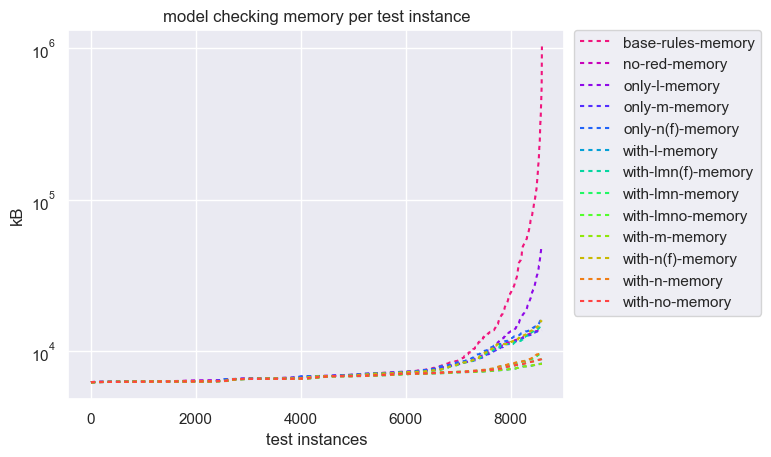 model checking memory per test instance
kB
10^6
10^5
10^4
0 2000 4000 6000 8000
test instances
base-rules-memory
no-red-memory
only-l-memory
only-m-memory
only-n(f)-memory
with-l-memory
with-lmn(f)-memory
with-lmn-memory
with-lmno-memory
with-m-memory
with-n(f)-memory
with-n-memory
with-no-memory